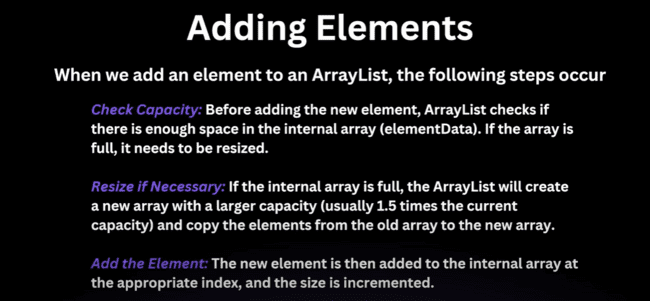 Adding Elements
When we add an element to an ArrayList, the following steps occur
Check Capacity: Before adding the new element, ArrayList checks if
there is enough space in the internal array (elementData). If the array is
full, it needs to be resized.
Resize if Necessary: If the internal array is full, the ArrayList will create
a new array with a larger capacity (usually 1.5 times the current
capacity) and copy the elements from the old array to the new array.
Add the Element: The new element is then added to the internal array at
the appropriate index, and the size is incremented.